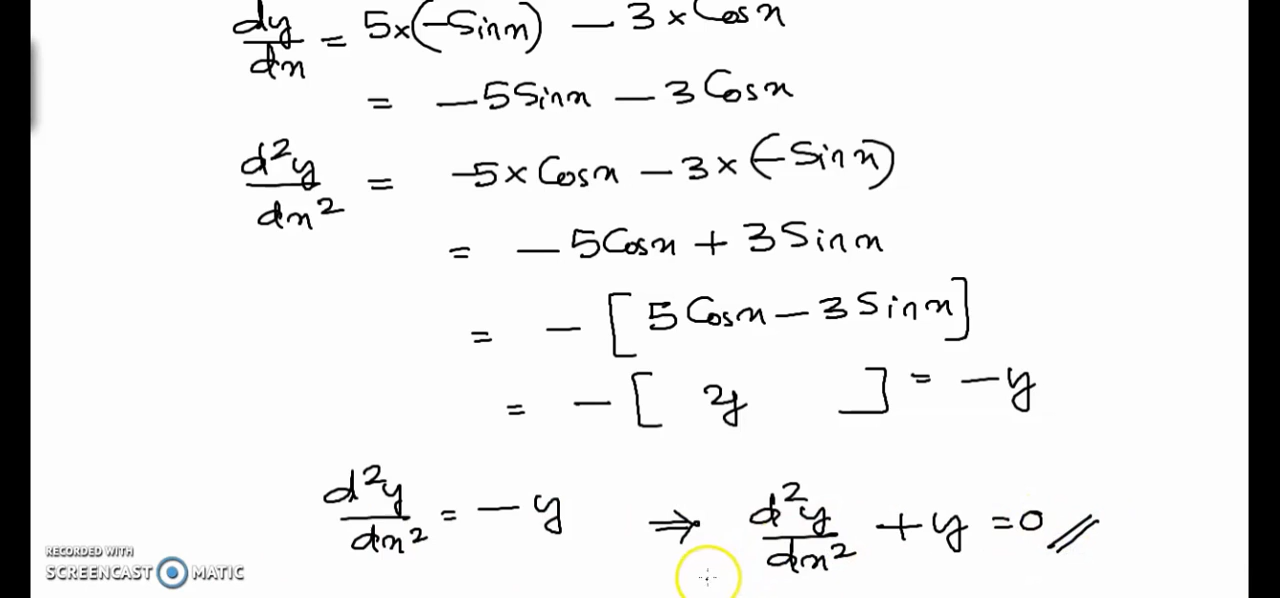 dy/dx = 5×(-Sinx) - 3×Cosx
= -5Sinx - 3Cosx
d²y/dx² = -5×Cosx - 3×(-Sinx)
= -5Cosx + 3Sinx
= -[5Cosx - 3Sinx]
= -[ y ] = -y
d²y/dx² = -y ⇒ d²y/dx² + y = 0 //
RECORDED WITH
SCREENCAST MATIC